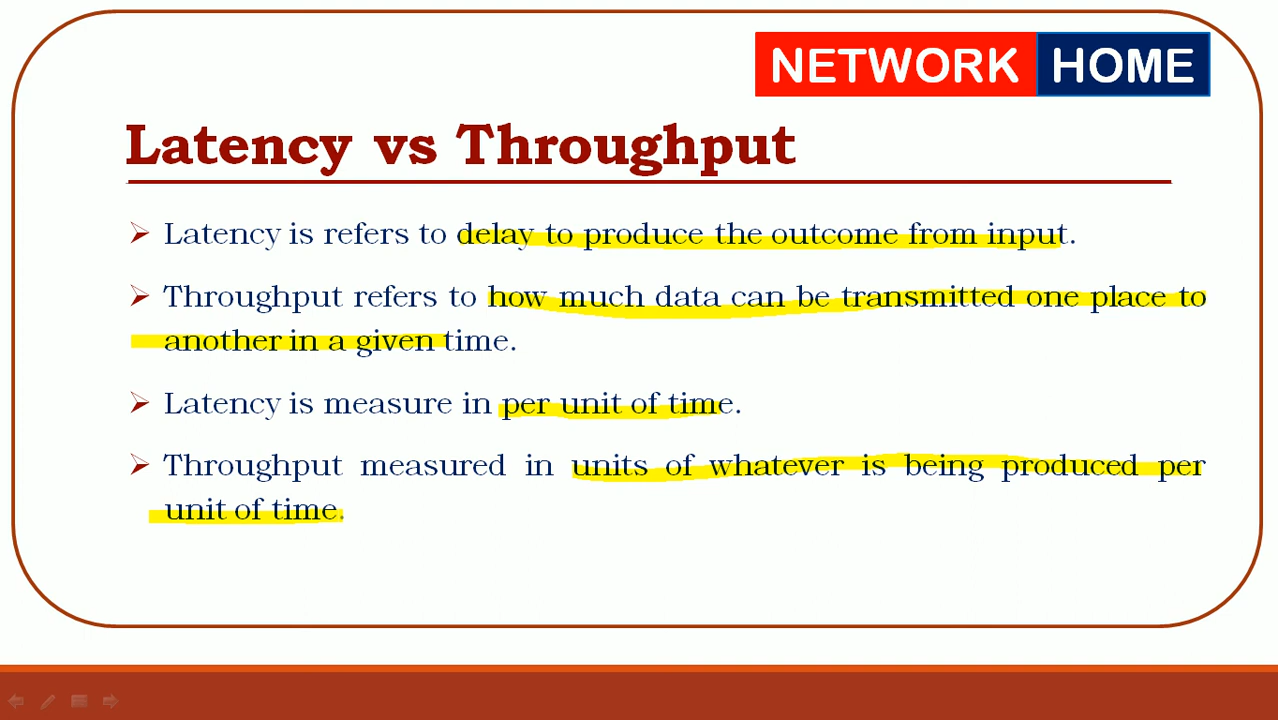 NETWORK HOME
Latency vs Throughput
Latency is refers to delay to produce the outcome from input.
Throughput refers to how much data can be transmitted one place to
another in a given time.
Latency is measure in per unit of time.
Throughput measured in units of whatever is being produced per
unit of time.